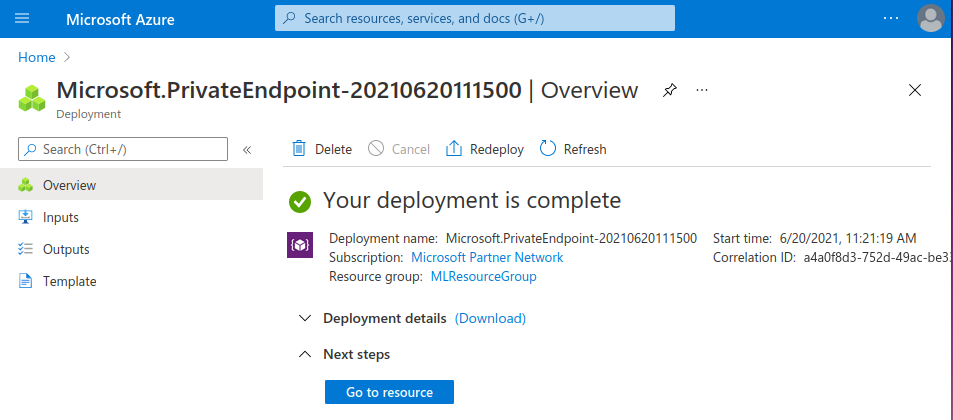 Microsoft Azure
Search resources, services, and docs (G+/)
Home
Microsoft.PrivateEndpoint-20210620111500 | Overview
Deployment
Search (Ctrl+/)
Delete Cancel Redeploy Refresh
Overview
Inputs
Outputs
Template
Your deployment is complete
Deployment name: Microsoft.PrivateEndpoint-20210620111500 Start time: 6/20/2021, 11:21:19 AM
Subscription: Microsoft Partner Network Correlation ID: a4a0f8d3-752d-49ac-be3
Resource group: MLResourceGroup
Deployment details (Download)
Next steps
Go to resource